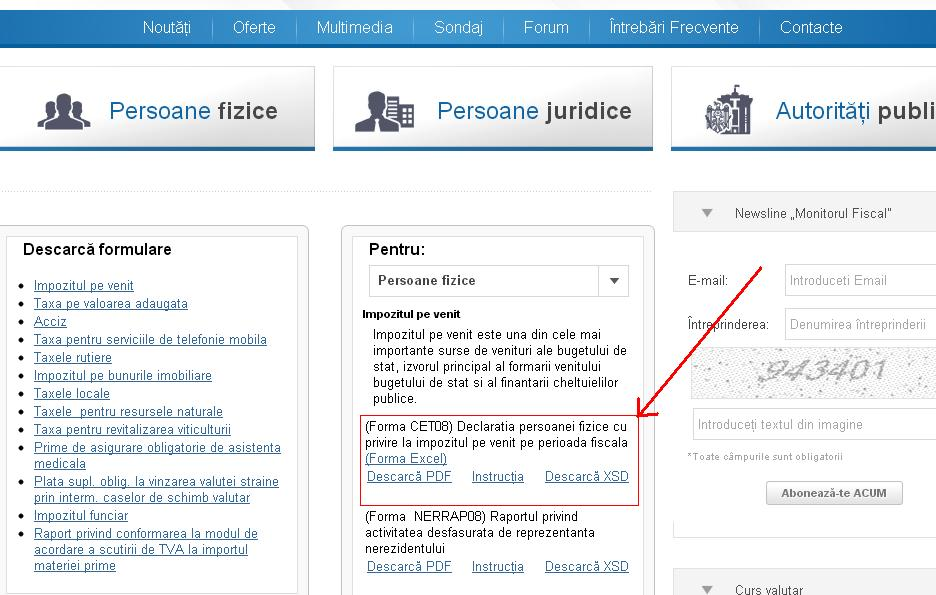 Noutăți Oferte Multimedia Sondaj Forum Întrebări Frecvente Contacte
Persoane fizice
Persoane juridice
Autorități publi
Descarcă formulare
Impozitul pe venit
Taxa pe valoarea adaugata
Acciz
Taxa pentru serviciile de telefonie mobila
Taxele rutiere
Impozitul pe bunurile imobiliare
Taxele locale
Taxele pentru resursele naturale
Taxa pentru revitalizarea viticulturii
Prime de asigurare obligatorie de asistenta
medicala
Plata supl. oblig. la vinzarea valutei straine
prin interm. caselor de schimb valutar
Impozitul funciar
Raport privind conformarea la modul de
acordare a scutirii de TVA la importul
materiei prime
Pentru:
Persoane fizice
Impozitul pe venit
Impozitul pe venit este una din cele mai
importante surse de venituri ale bugetului de
stat, izvorul principal al formarii venitului
bugetului de stat si al finantarii cheltuielilor
publice.
(Forma CET08) Declaratia persoanei fizice cu
privire la impozitul pe venit pe perioada fiscala
(Forma Excel)
Descarcă PDF Instrucția Descarcă XSD
(Forma NERRAP08) Raportul privind
activitatea desfasurata de reprezentanta
nerezidentului
Descarcă PDF Instrucția Descarcă XSD
Newsline „Monitorul Fiscal"
E-mail: Introduceti Email
Întreprinderea: Denumirea întreprinderii
943401
Introduceți textul din imagine
*Toate câmpurile sunt obligatorii
Abonează-te ACUM
Curs valutar